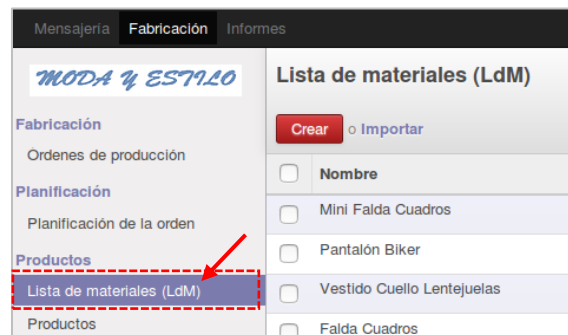 Mensajería Fabricación Informes
MODA Y ESTILO
Fabricación
Ordenes de producción
Planificación
Planificación de la orden
Productos
Lista de materiales (LdM)
Productos
Lista de materiales (LdM)
Crear o Importar
Nombre
Mini Falda Cuadros
Pantalón Biker
Vestido Cuello Lentejuelas
Falda Cuadros